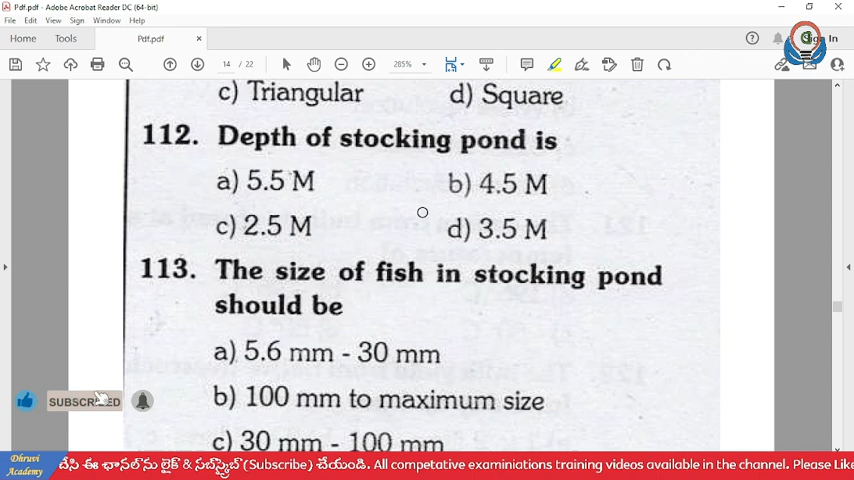 Pdf.pdf - Adobe Acrobat Reader DC (64-bit)
File Edit View Sign Window Help
Home Tools Pdf.pdf × Sign In
14 / 22 285%
c) Triangular d) Square
112. Depth of stocking pond is
a) 5.5 M b) 4.5 M
c) 2.5 M d) 3.5 M
113. The size of fish in stocking pond
should be
a) 5.6 mm - 30 mm
b) 100 mm to maximum size
c) 30 mm - 100 mm
SUBSCRIBED
Dhruvi
Academy
చేసి ఈ ఛానల్‌ను లైక్ & సబ్‌స్క్రైబ్ (Subscribe) చేయండి. All competative examiniations training videos available in the channel. Please Like